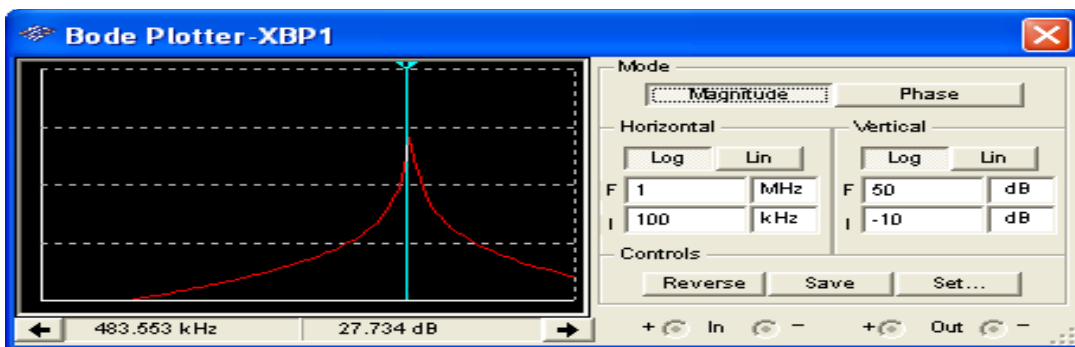 Bode Plotter-XBP1
Mode
Magnitude Phase
Horizontal Vertical
Log Lin Log Lin
F 1 MHz F 50 dB
I 100 kHz I -10 dB
Controls
Reverse Save Set...
483.553 kHz 27.734 dB + In - + Out -